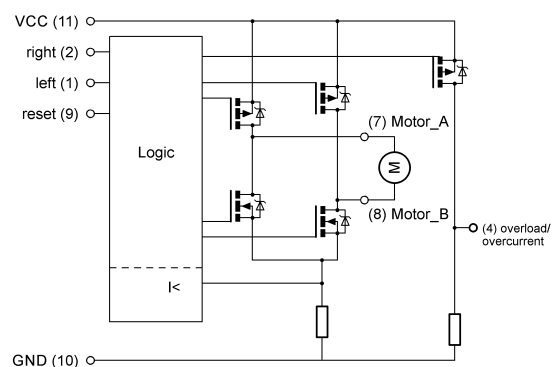 VCC (11)
right (2)
left (1)
reset (9)
Logic
I<
(7) Motor_A
M
(8) Motor_B
(4) overload/
overcurrent
GND (10)